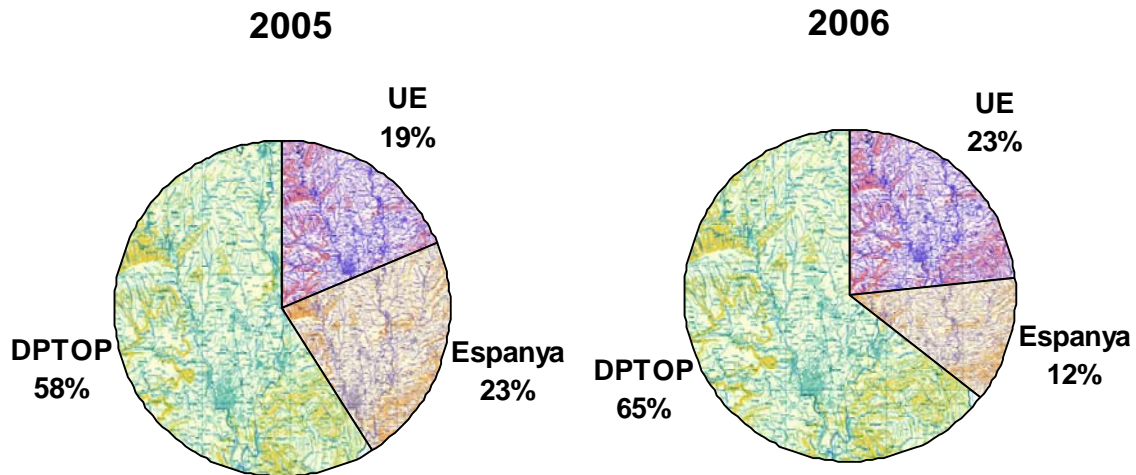 2005
UE
19%
Espanya
23%
DPTOP
58%
2006
UE
23%
Espanya
12%
DPTOP
65%